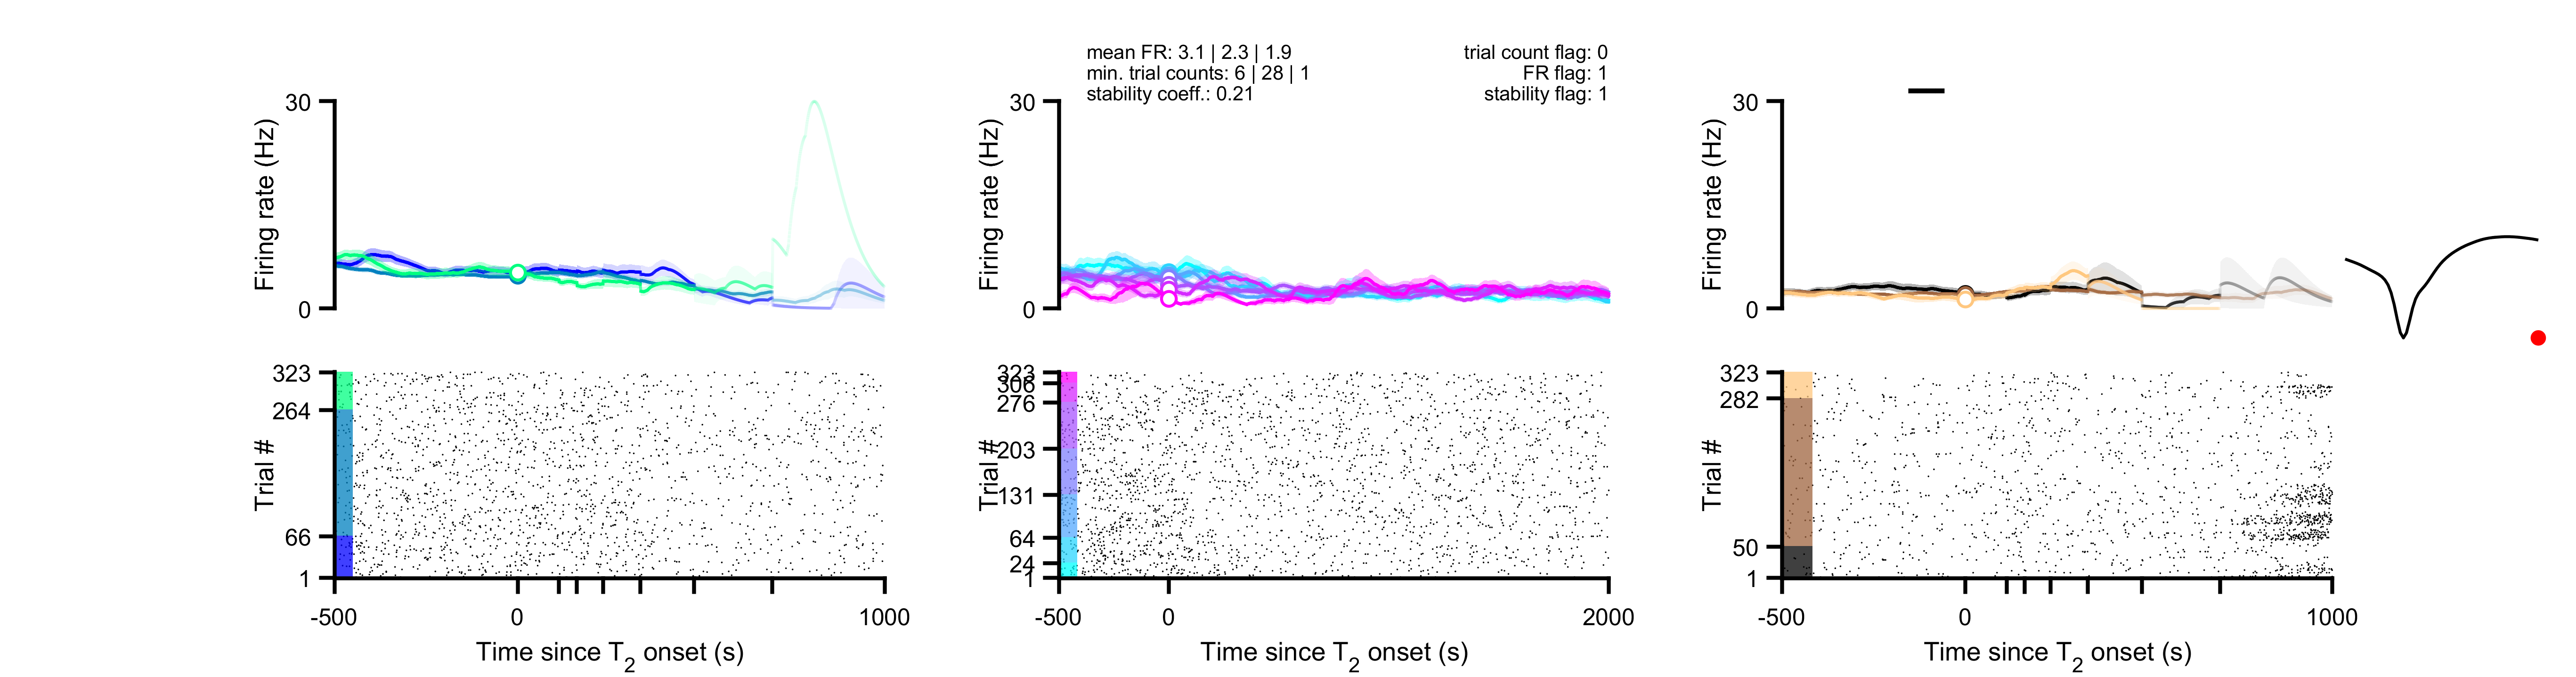 mean FR: 3.1 | 2.3 | 1.9
min. trial counts: 6 | 28 | 1
stability coeff.: 0.21
trial count flag: 0
FR flag: 1
stability flag: 1
30
0
Firing rate (Hz)
30
0
Firing rate (Hz)
30
0
Firing rate (Hz)
323
264
66
1
Trial #
-500
0
1000
Time since T2 onset (s)
323
306
276
203
131
64
24
1
Trial #
-500
0
2000
Time since T2 onset (s)
323
282
50
1
Trial #
-500
0
1000
Time since T2 onset (s)